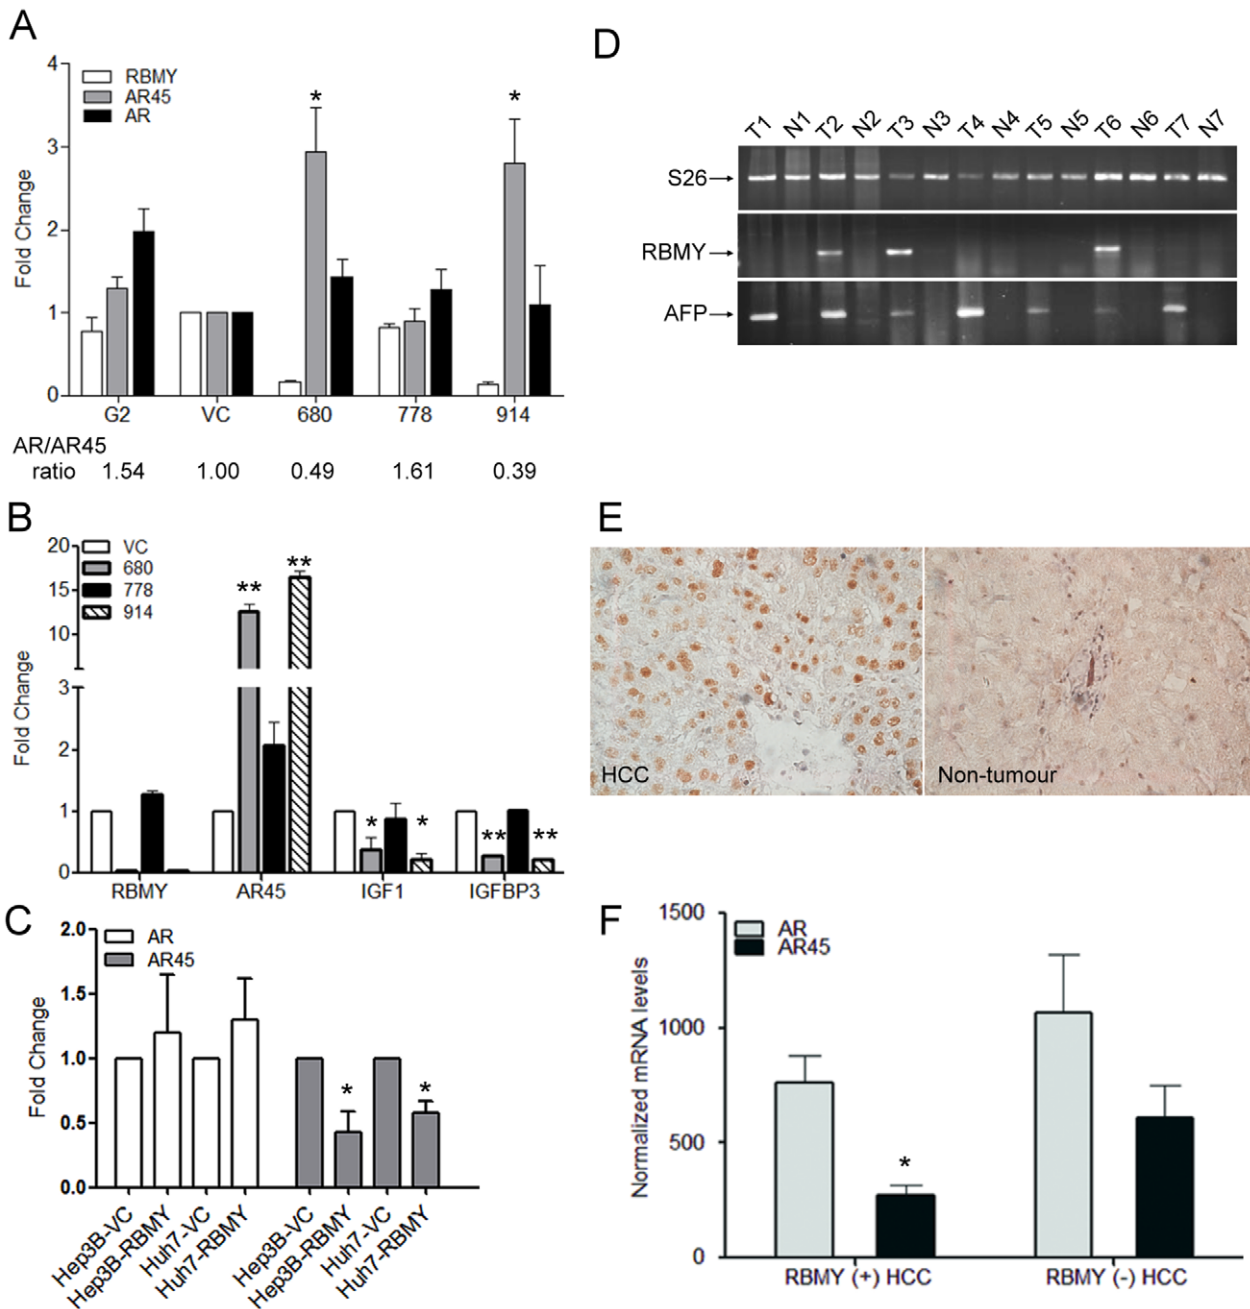 A
4
3
2
1
0
Fold Change
RBMY
AR45
AR
*
*
G2 VC 680 778 914
AR/AR45
ratio 1.54 1.00 0.49 1.61 0.39
B
20
15
10
3
2
1
0
Fold Change
VC
680
778
914
**
**
*
*
**
**
RBMY AR45 IGF1 IGFBP3
C
2.0
1.5
1.0
0.5
0.0
Fold Change
AR
AR45
*
*
Hep3B-VC
Hep3B-RBMY
Huh7-VC
Huh7-RBMY
Hep3B-VC
Hep3B-RBMY
Huh7-VC
Huh7-RBMY
D
T1 N1 T2 N2 T3 N3 T4 N4 T5 N5 T6 N6 T7 N7
S26
RBMY
AFP
E
HCC
Non-tumour
F
1500
1000
500
0
Normalized mRNA levels
AR
AR45
*
RBMY (+) HCC RBMY (-) HCC